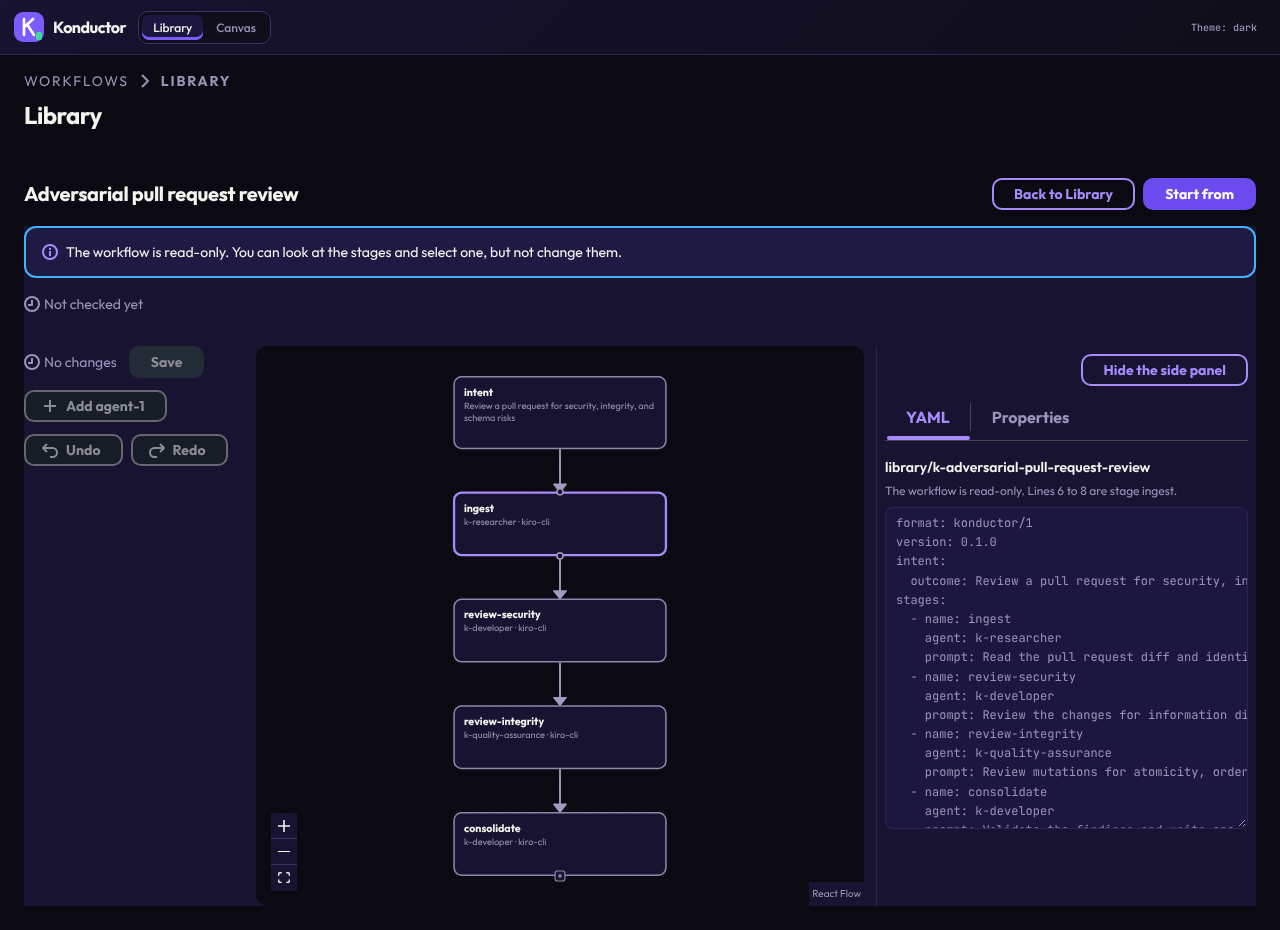 K Konductor
Library
Canvas
Theme: dark
WORKFLOWS > LIBRARY
Library
Adversarial pull request review
Back to Library
Start from
The workflow is read-only. You can look at the stages and select one, but not change them.
Not checked yet
No changes
Save
Add agent-1
Undo
Redo
intent
Review a pull request for security, integrity, and
schema risks
ingest
k-researcher · kiro-cli
review-security
k-developer · kiro-cli
review-integrity
k-quality-assurance · kiro-cli
consolidate
k-developer · kiro-cli
React Flow
Hide the side panel
YAML
Properties
library/k-adversarial-pull-request-review
The workflow is read-only. Lines 6 to 8 are stage ingest.
format: konductor/1
version: 0.1.0
intent:
  outcome: Review a pull request for security, in
stages:
  - name: ingest
    agent: k-researcher
    prompt: Read the pull request diff and identi
  - name: review-security
    agent: k-developer
    prompt: Review the changes for information di
  - name: review-integrity
    agent: k-quality-assurance
    prompt: Review mutations for atomicity, order
  - name: consolidate
    agent: k-developer
    prompt: Validate the findings and write one